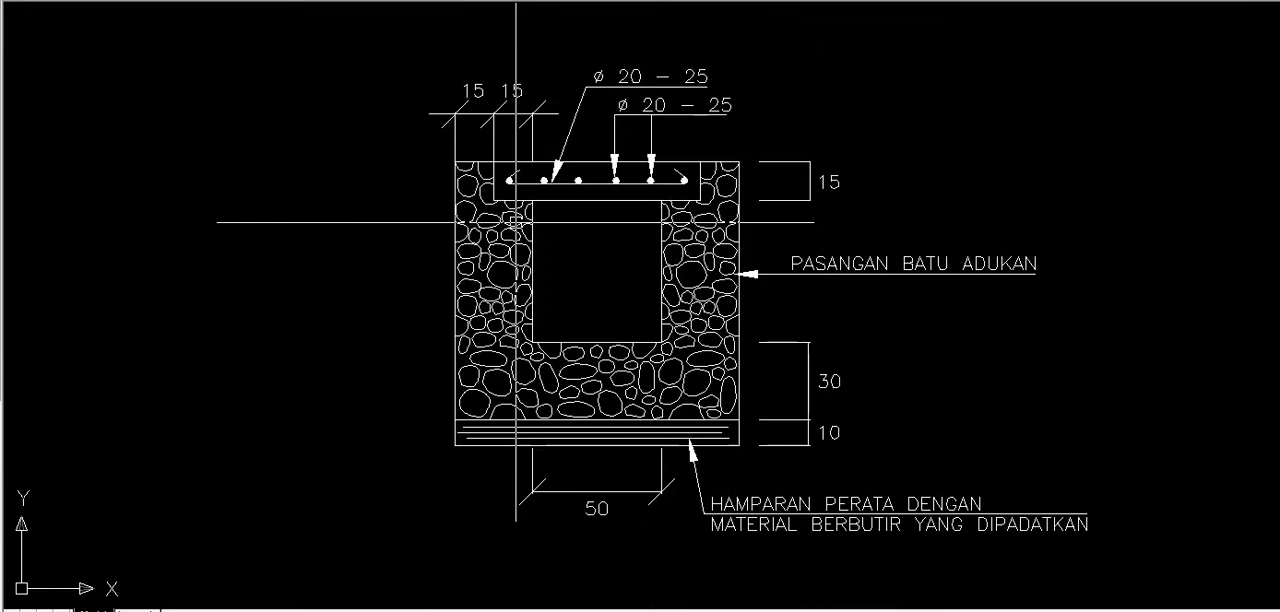 ø 20 - 25
15 15
ø 20 - 25
15
PASANGAN BATU ADUKAN
30
10
50
HAMPARAN PERATA DENGAN
MATERIAL BERBUTIR YANG DIPADATKAN
Y
X